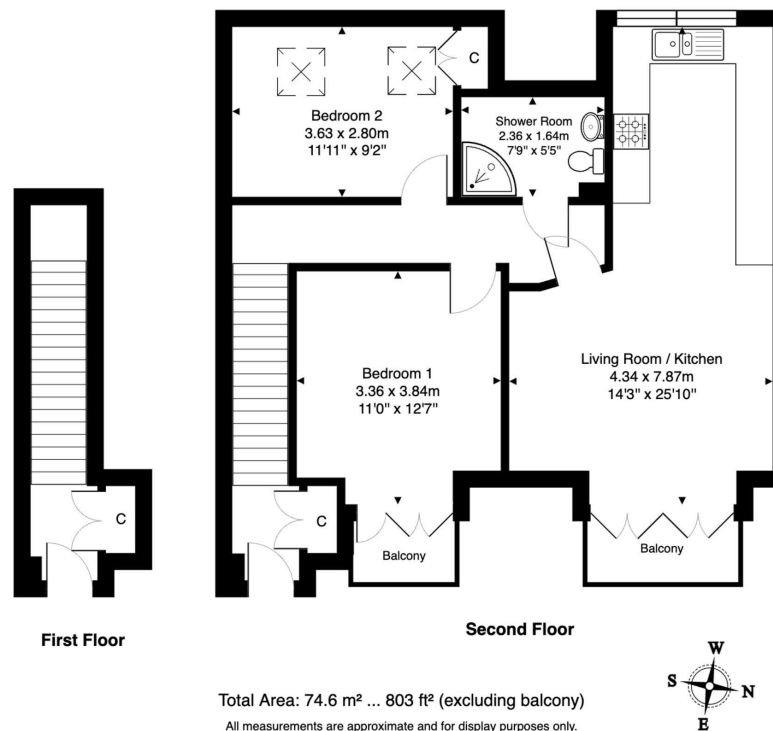 Bedroom 2
3.63 x 2.80m
11'11" x 9'2"
C
Shower Room
2.36 x 1.64m
7'9" x 5'5"
Bedroom 1
3.36 x 3.84m
11'0" x 12'7"
Living Room / Kitchen
4.34 x 7.87m
14'3" x 25'10"
C
C
Balcony
Balcony
First Floor
Second Floor
W
S
N
E
Total Area: 74.6 m² ... 803 ft² (excluding balcony)
All measurements are approximate and for display purposes only.